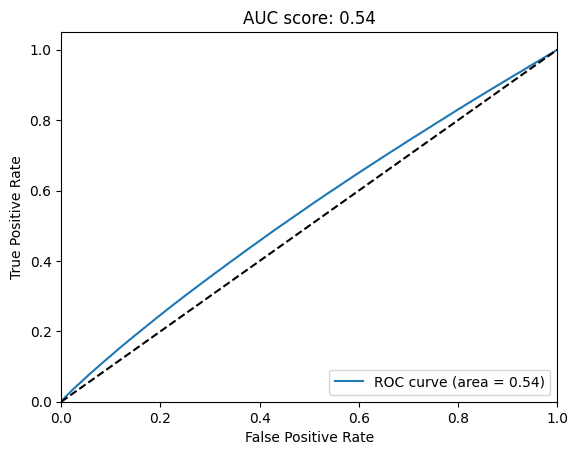 AUC score: 0.54
True Positive Rate
1.0
0.8
0.6
0.4
0.2
0.0
ROC curve (area = 0.54)
0.0 0.2 0.4 0.6 0.8 1.0
False Positive Rate